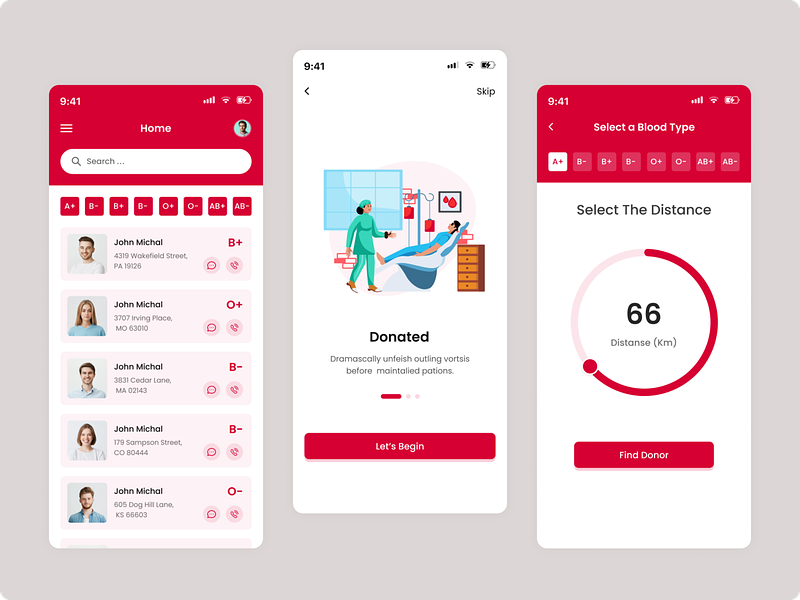 9:41
Home
Search ...
A+ B- B+ B- O+ O- AB+ AB-
John Michal
B+
4319 Wakefield Street,
PA 19126
John Michal
O+
3707 Irving Place,
MO 63010
John Michal
B-
3831 Cedar Lane,
MA 02143
John Michal
B-
179 Sampson Street,
CO 80444
John Michal
O-
605 Dog Hill Lane,
KS 66603
9:41
Skip
Donated
Dramascally unfeish outling vortsis
before maintalied pations.
Let's Begin
9:41
Select a Blood Type
A+ B- B+ B- O+ O- AB+ AB-
Select The Distance
66
Distanse (Km)
Find Donor